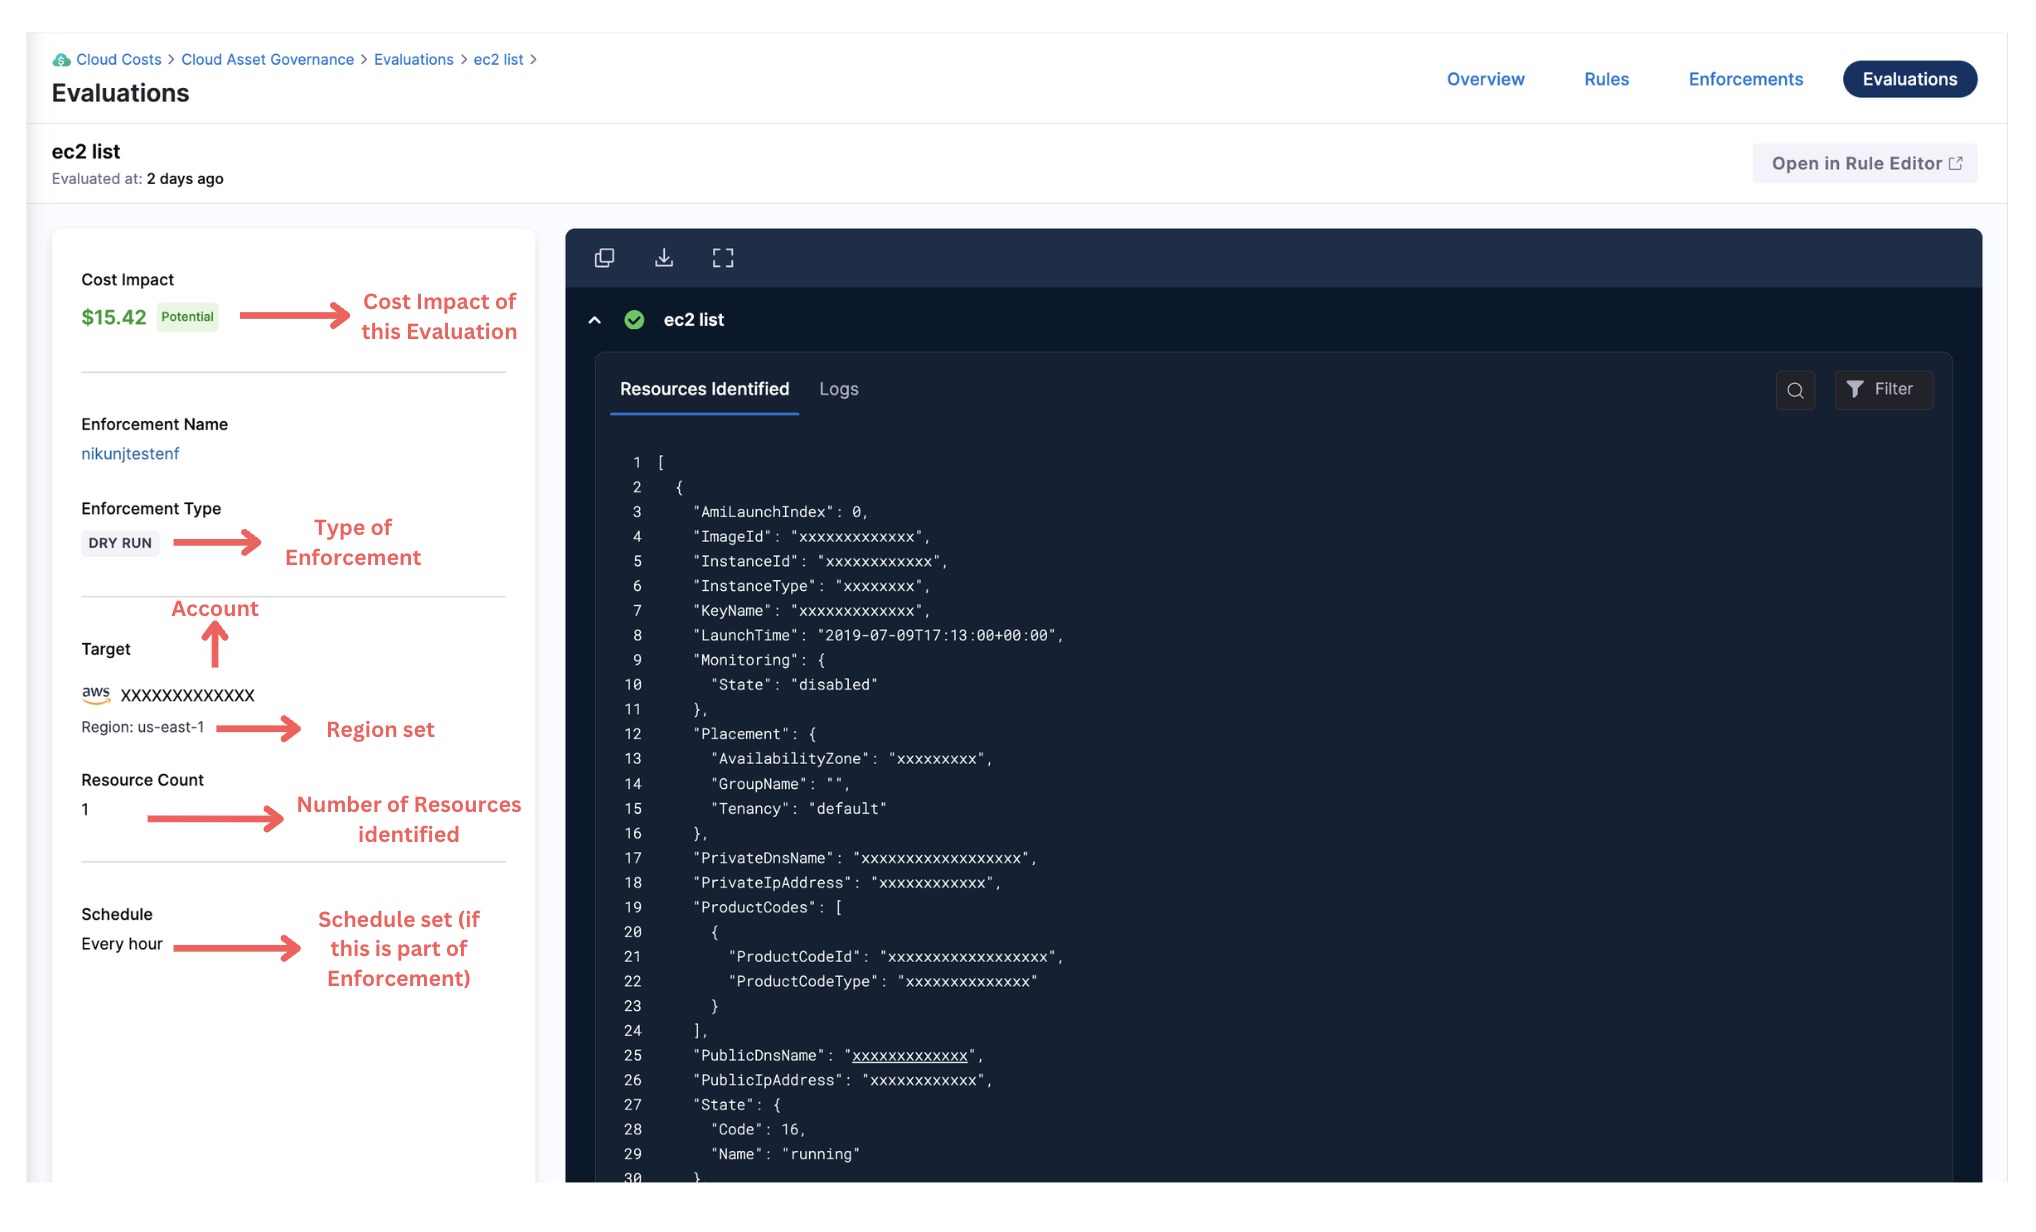 Cloud Costs > Cloud Asset Governance > Evaluations > ec2 list >
Evaluations
Overview
Rules
Enforcements
Evaluations
ec2 list
Evaluated at: 2 days ago
Open in Rule Editor
Cost Impact
$15.42 Potential
Cost Impact of
this Evaluation
Enforcement Name
nikunjtestenf
Enforcement Type
DRY RUN
Type of
Enforcement
Account
Target
aws XXXXXXXXXXXXX
Region: us-east-1
Region set
Resource Count
1
Number of Resources
identified
Schedule
Every hour
Schedule set (if
this is part of
Enforcement)
ec2 list
Resources Identified
Logs
Filter
1 [
2 {
3 "AmiLaunchIndex": 0,
4 "ImageId": "xxxxxxxxxxxxx",
5 "InstanceId": "xxxxxxxxxxxx",
6 "InstanceType": "xxxxxxxx",
7 "KeyName": "xxxxxxxxxxxxx",
8 "LaunchTime": "2019-07-09T17:13:00+00:00",
9 "Monitoring": {
10 "State": "disabled"
11 },
12 "Placement": {
13 "AvailabilityZone": "xxxxxxxxx",
14 "GroupName": "",
15 "Tenancy": "default"
16 },
17 "PrivateDnsName": "xxxxxxxxxxxxxxxxxx",
18 "PrivateIpAddress": "xxxxxxxxxxxx",
19 "ProductCodes": [
20 {
21 "ProductCodeId": "xxxxxxxxxxxxxxxxxx",
22 "ProductCodeType": "xxxxxxxxxxxxxx"
23 }
24 ],
25 "PublicDnsName": "xxxxxxxxxxxxx",
26 "PublicIpAddress": "xxxxxxxxxxxx",
27 "State": {
28 "Code": 16,
29 "Name": "running"
30 }